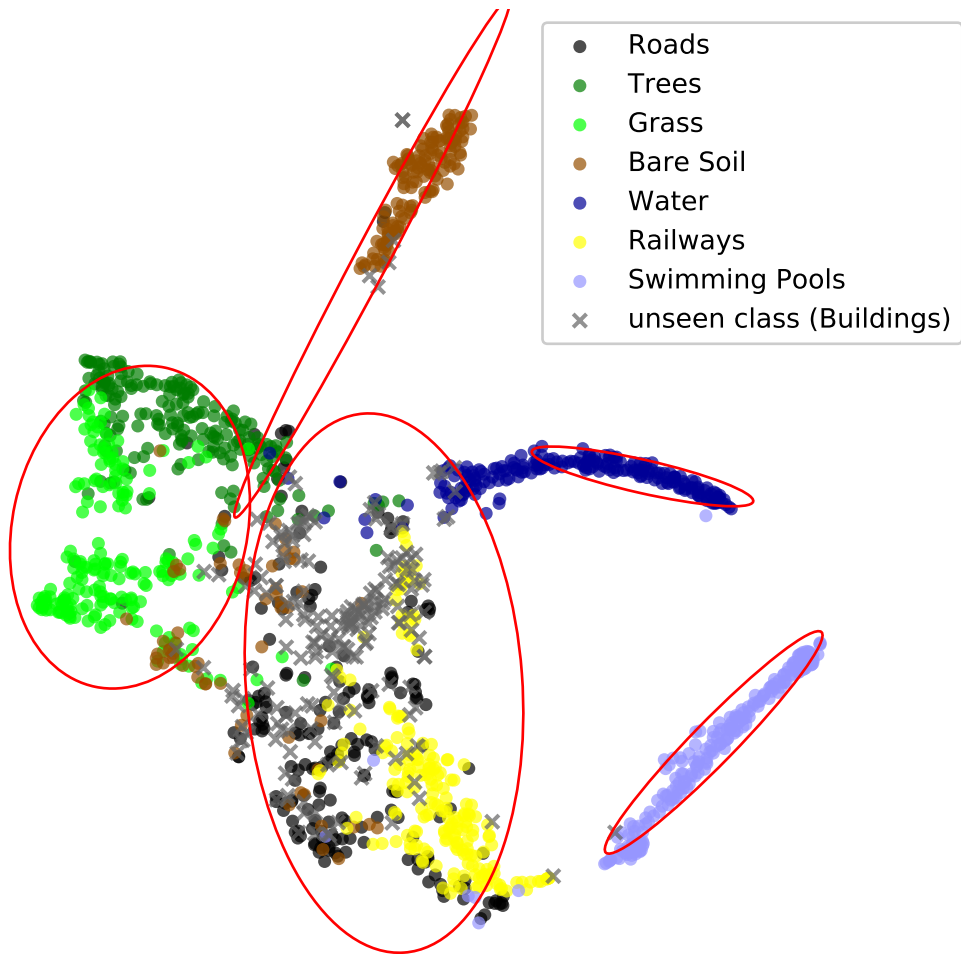 Roads
Trees
Grass
Bare Soil
Water
Railways
Swimming Pools
unseen class (Buildings)